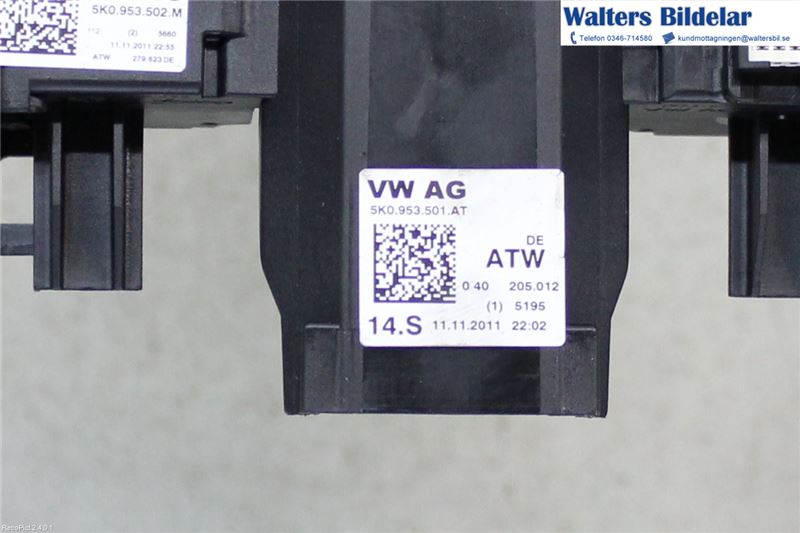 5K0.953.502.M
112 (2) 5660
11.11.2011 22:55
ATW 279.823 DE
Walters Bildelar
Telefon 0346-714580 kundmottagningen@waltersbil.se
VW AG
5K0.953.501.AT
DE
ATW
0 40 205.012
(1) 5195
14.S 11.11.2011 22:02
RatioPict 2.4.0.1